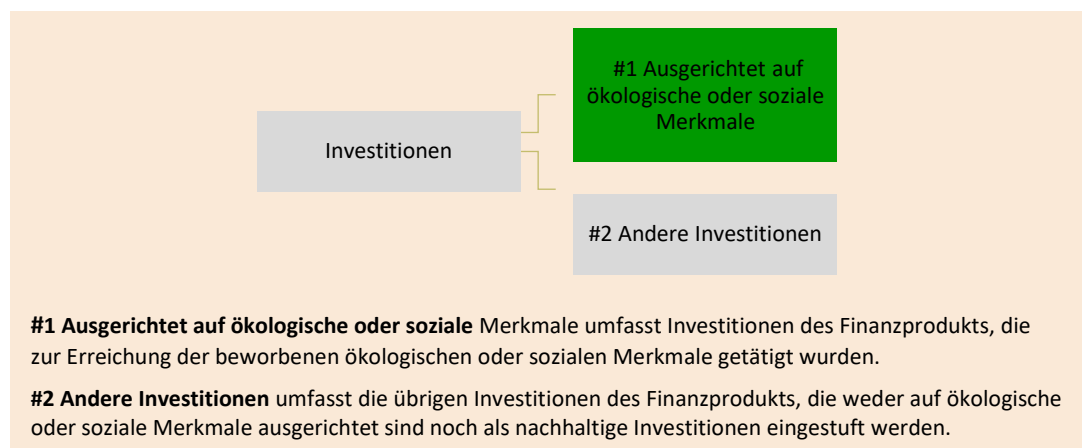 #1 Ausgerichtet auf
ökologische oder soziale
Merkmale
Investitionen
#2 Andere Investitionen
#1 Ausgerichtet auf ökologische oder soziale Merkmale umfasst Investitionen des Finanzprodukts, die
zur Erreichung der beworbenen ökologischen oder sozialen Merkmale getätigt wurden.
#2 Andere Investitionen umfasst die übrigen Investitionen des Finanzprodukts, die weder auf ökologische
oder soziale Merkmale ausgerichtet sind noch als nachhaltige Investitionen eingestuft werden.